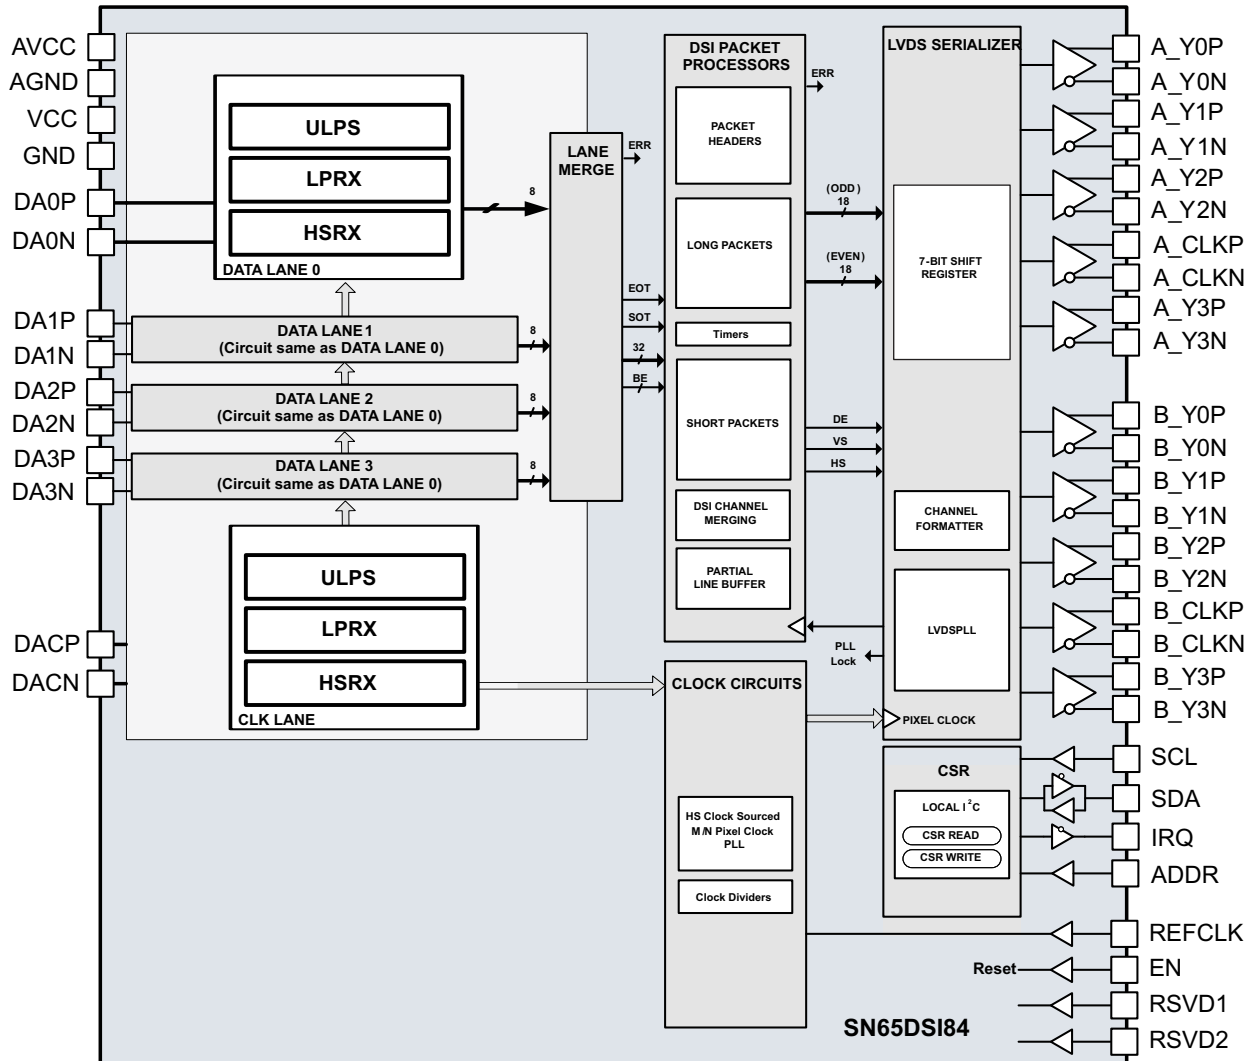 AVCC
AGND
VCC
GND
DA0P
DA0N
DA1P
DA1N
DA2P
DA2N
DA3P
DA3N
DACP
DACN
ULPS
LPRX
HSRX
DATA LANE 0
8
DATA LANE 1
(Circuit same as DATA LANE 0)
8
DATA LANE 2
(Circuit same as DATA LANE 0)
8
DATA LANE 3
(Circuit same as DATA LANE 0)
8
ULPS
LPRX
HSRX
CLK LANE
LANE
MERGE
ERR
EOT
SOT
32
BE
DSI PACKET
PROCESSORS
PACKET
HEADERS
LONG PACKETS
Timers
SHORT PACKETS
DSI CHANNEL
MERGING
PARTIAL
LINE BUFFER
ERR
(ODD)
18
(EVEN)
18
DE
VS
HS
PLL
Lock
CLOCK CIRCUITS
HS Clock Sourced
M/N Pixel Clock
PLL
Clock Dividers
LVDS SERIALIZER
7-BIT SHIFT
REGISTER
CHANNEL
FORMATTER
LVDSPLL
PIXEL CLOCK
CSR
LOCAL I2C
CSR READ
CSR WRITE
Reset
SN65DSI84
A_Y0P
A_Y0N
A_Y1P
A_Y1N
A_Y2P
A_Y2N
A_CLKP
A_CLKN
A_Y3P
A_Y3N
B_Y0P
B_Y0N
B_Y1P
B_Y1N
B_Y2P
B_Y2N
B_CLKP
B_CLKN
B_Y3P
B_Y3N
SCL
SDA
IRQ
ADDR
REFCLK
EN
RSVD1
RSVD2